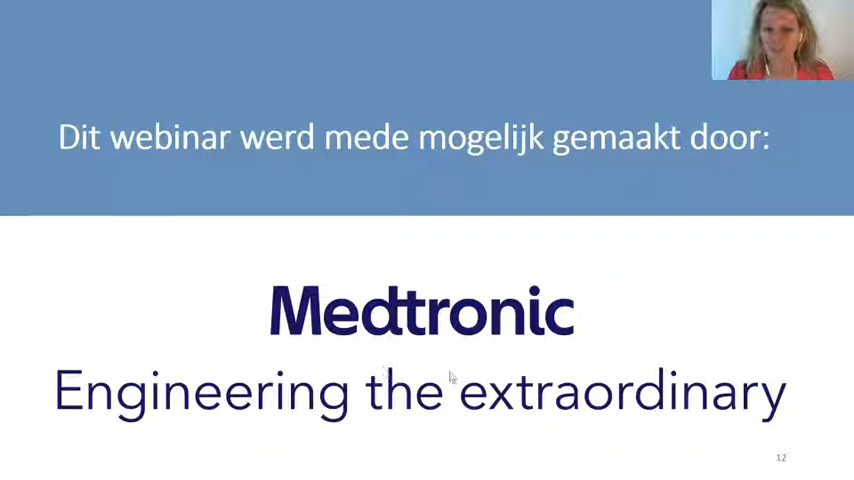 Dit webinar werd mede mogelijk gemaakt door:
Medtronic
Engineering the extraordinary
12